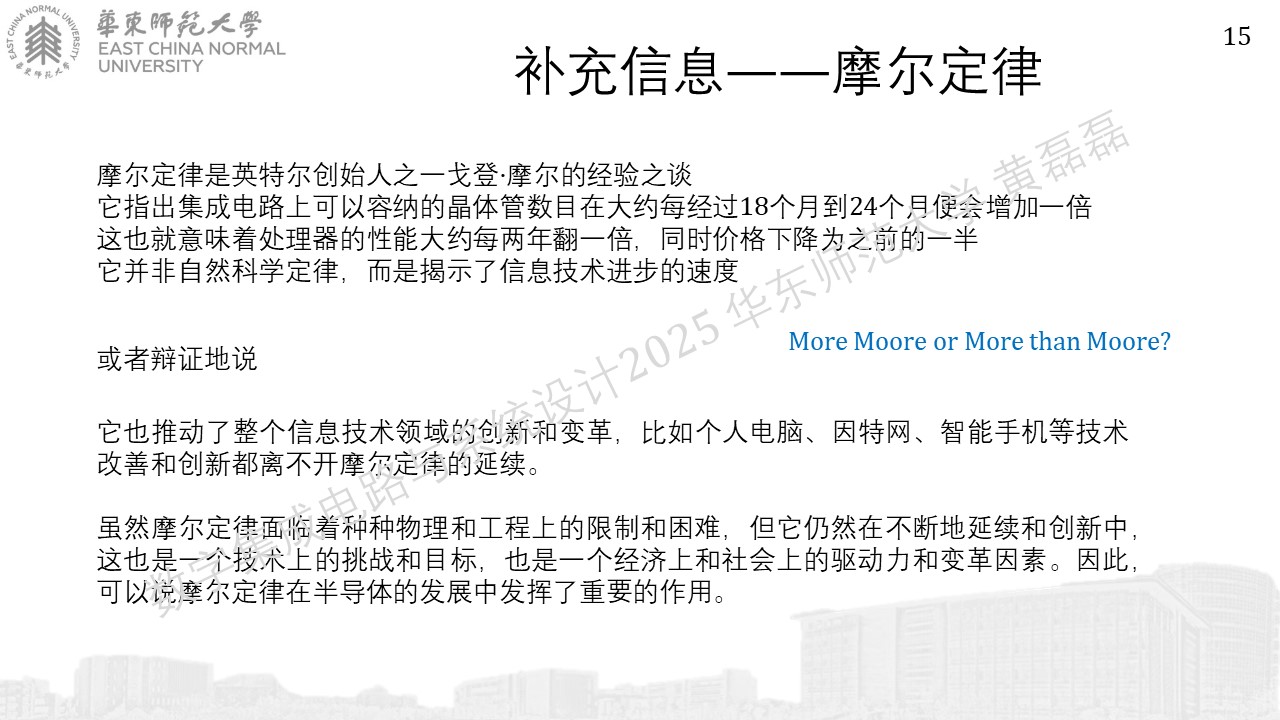 華東師範大學
EAST CHINA NORMAL
UNIVERSITY
EAST CHINA NORMAL UNIVERSITY
華東师范大学
15
补充信息——摩尔定律
摩尔定律是英特尔创始人之一戈登·摩尔的经验之谈
它指出集成电路上可以容纳的晶体管数目在大约每经过18个月到24个月便会增加一倍
这也就意味着处理器的性能大约每两年翻一倍，同时价格下降为之前的一半
它并非自然科学定律，而是揭示了信息技术进步的速度
More Moore or More than Moore?
或者辩证地说
它也推动了整个信息技术领域的创新和变革，比如个人电脑、因特网、智能手机等技术
改善和创新都离不开摩尔定律的延续。
虽然摩尔定律面临着种种物理和工程上的限制和困难，但它仍然在不断地延续和创新中，
这也是一个技术上的挑战和目标，也是一个经济上和社会上的驱动力和变革因素。因此，
可以说摩尔定律在半导体的发展中发挥了重要的作用。
数字集成电路与系统设计2025 华东师范大学 黄磊磊